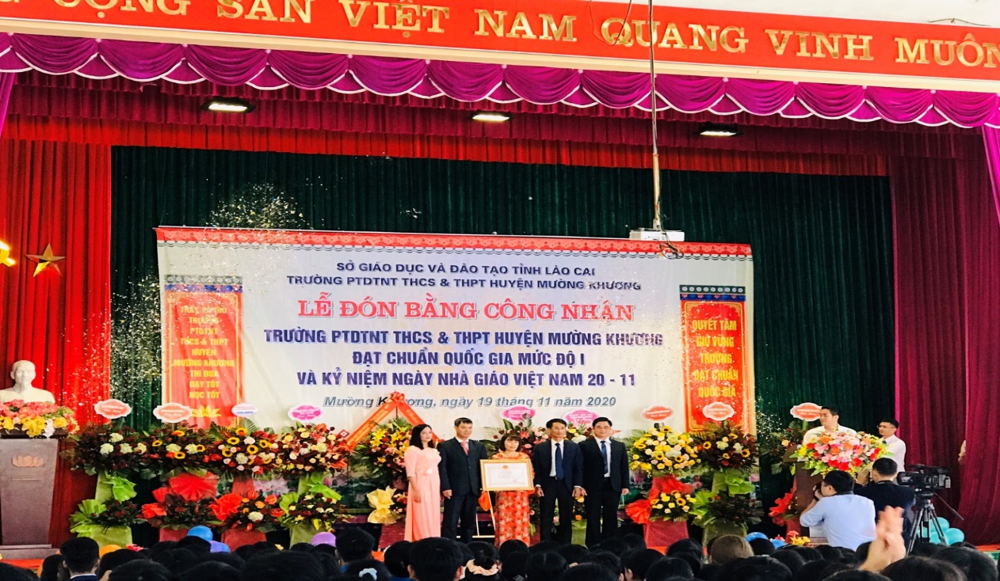 CỘNG SẢN VIỆT NAM QUANG VINH MUÔN
SỞ GIÁO DỤC VÀ ĐÀO TẠO TỈNH LÀO CAI
TRƯỜNG PTDTNT THCS & THPT HUYỆN MƯỜNG KHƯƠNG
LỄ ĐÓN BẰNG CÔNG NHẬN
TRƯỜNG PTDTNT THCS & THPT HUYỆN MƯỜNG KHƯƠNG
ĐẠT CHUẨN QUỐC GIA MỨC ĐỘ I
VÀ KỶ NIỆM NGÀY NHÀ GIÁO VIỆT NAM 20 - 11
Mường Khương, ngày 19 tháng 11 năm 2020
TRƯỜNG
PTDTNT
THCS & THPT
HUYỆN
MƯỜNG KHƯƠNG
THI ĐUA
DẠY TỐT
HỌC TỐT
QUYẾT TÂM
GIỮ VỮNG
TRƯỜNG
ĐẠT CHUẨN
QUỐC GIA